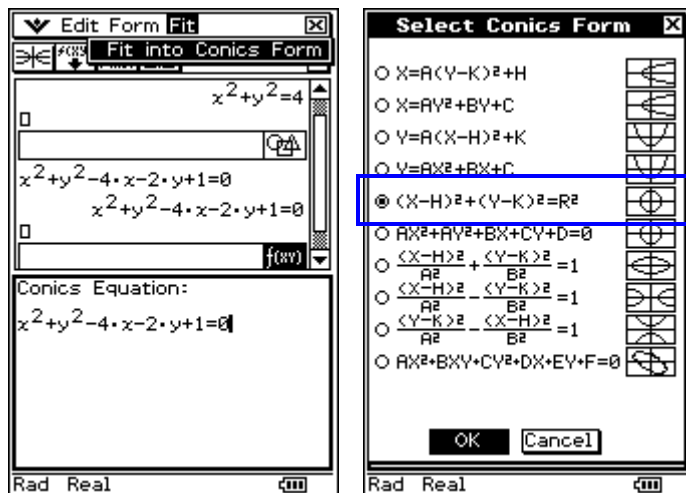 Edit Form Fit
Fit into Conics Form
x²+y²=4
x²+y²-4·x-2·y+1=0
x²+y²-4·x-2·y+1=0
f(XY)
Conics Equation:
x²+y²-4·x-2·y+1=0
Rad Real
Select Conics Form
X=A(Y-K)²+H
X=AY²+BY+C
Y=A(X-H)²+K
Y=AX²+BX+C
(X-H)²+(Y-K)²=R²
AX²+AY²+BX+CY+D=0
(X-H)²/A²+(Y-K)²/B²=1
(X-H)²/A²-(Y-K)²/B²=1
(Y-K)²/A²-(X-H)²/B²=1
AX²+BXY+CY²+DX+EY+F=0
OK Cancel
Rad Real